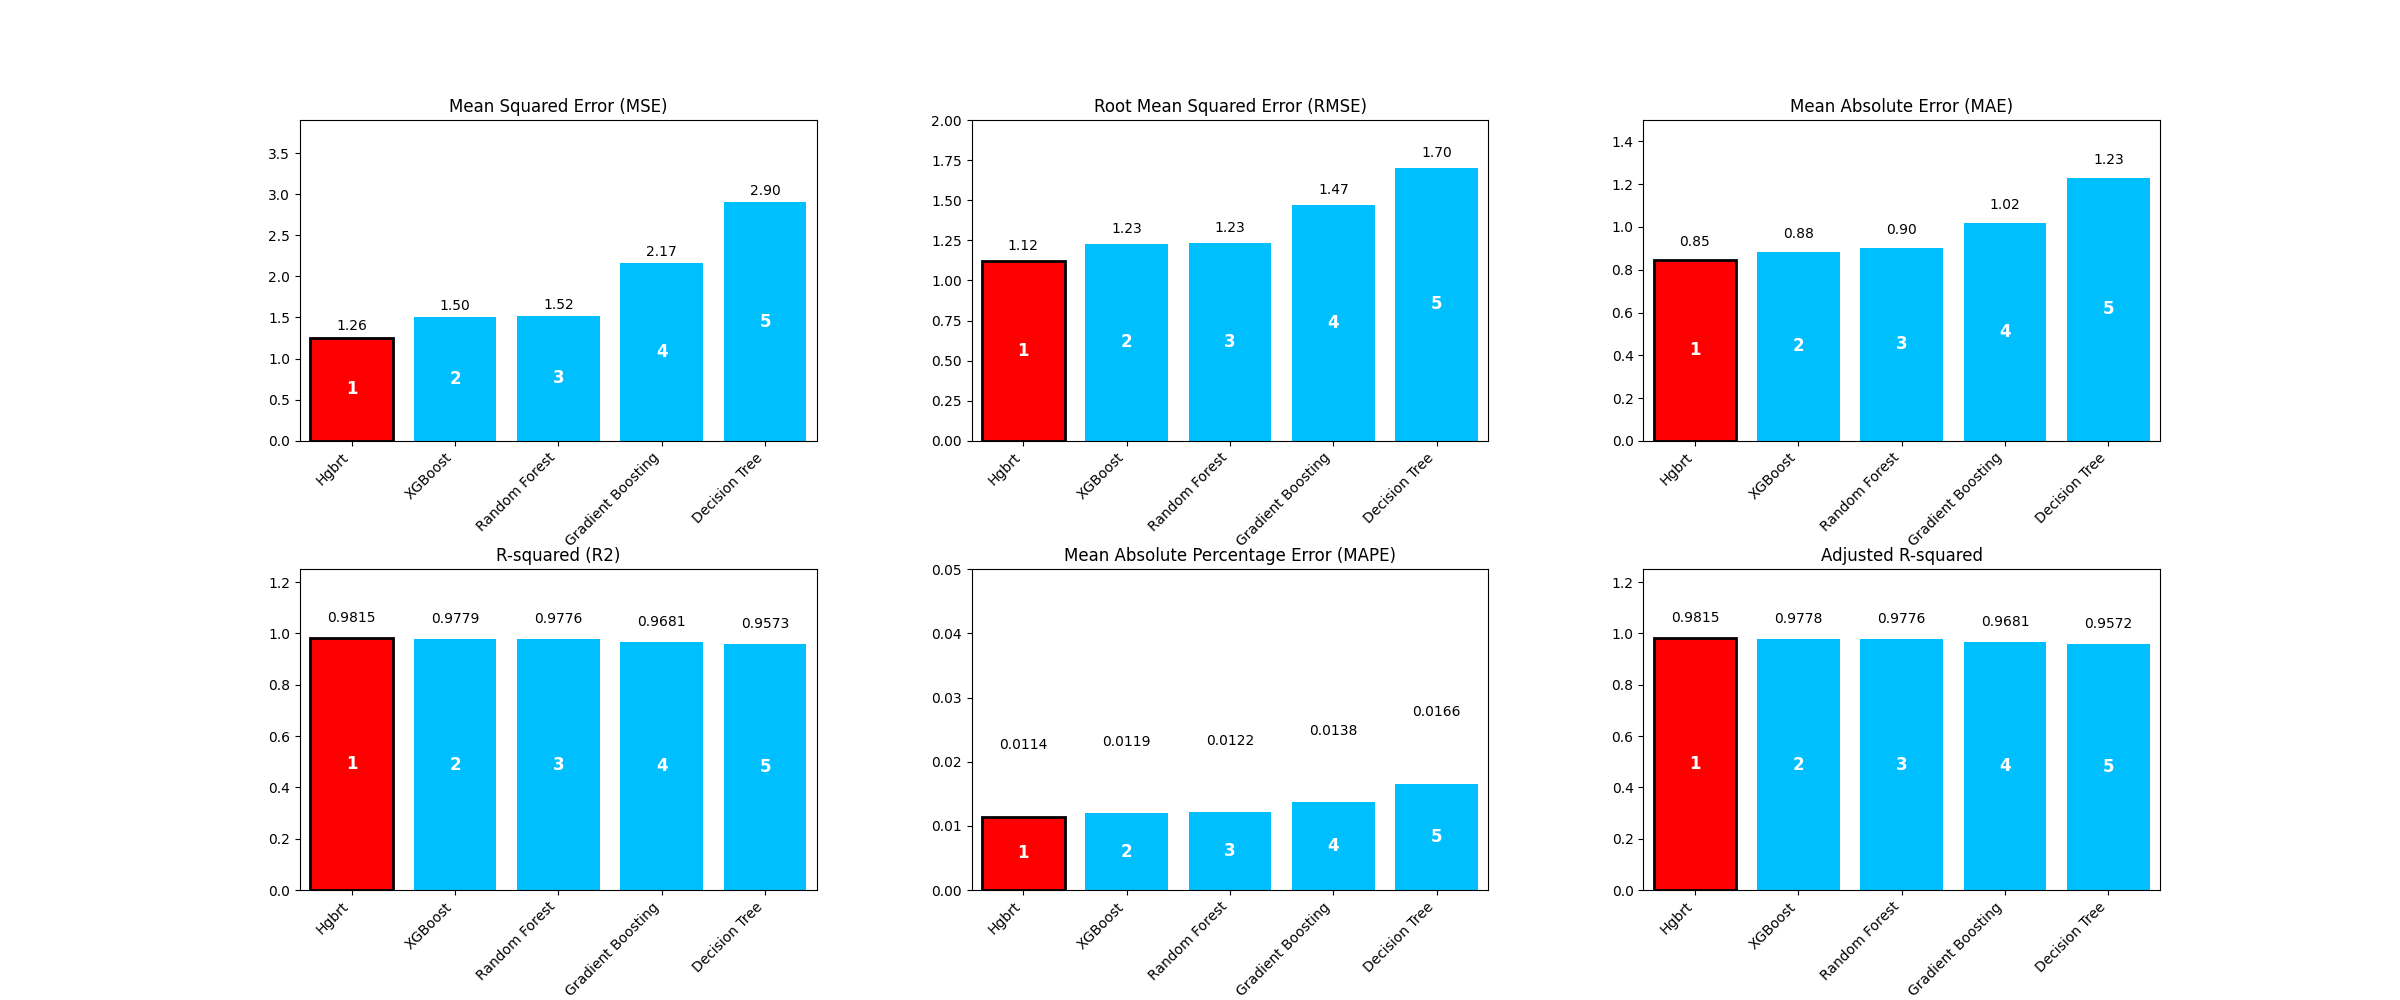 Mean Squared Error (MSE)
3.5
3.0
2.5
2.0
1.5
1.0
0.5
0.0
1.26
1.50
1.52
2.17
2.90
1
2
3
4
5
Hgbrt
XGBoost
Random Forest
Gradient Boosting
Decision Tree
Root Mean Squared Error (RMSE)
2.00
1.75
1.50
1.25
1.00
0.75
0.50
0.25
0.00
1.12
1.23
1.23
1.47
1.70
1
2
3
4
5
Hgbrt
XGBoost
Random Forest
Gradient Boosting
Decision Tree
Mean Absolute Error (MAE)
1.4
1.2
1.0
0.8
0.6
0.4
0.2
0.0
0.85
0.88
0.90
1.02
1.23
1
2
3
4
5
Hgbrt
XGBoost
Random Forest
Gradient Boosting
Decision Tree
R-squared (R2)
1.2
1.0
0.8
0.6
0.4
0.2
0.0
0.9815
0.9779
0.9776
0.9681
0.9573
1
2
3
4
5
Hgbrt
XGBoost
Random Forest
Gradient Boosting
Decision Tree
Mean Absolute Percentage Error (MAPE)
0.05
0.04
0.03
0.02
0.01
0.00
0.0114
0.0119
0.0122
0.0138
0.0166
1
2
3
4
5
Hgbrt
XGBoost
Random Forest
Gradient Boosting
Decision Tree
Adjusted R-squared
1.2
1.0
0.8
0.6
0.4
0.2
0.0
0.9815
0.9778
0.9776
0.9681
0.9572
1
2
3
4
5
Hgbrt
XGBoost
Random Forest
Gradient Boosting
Decision Tree